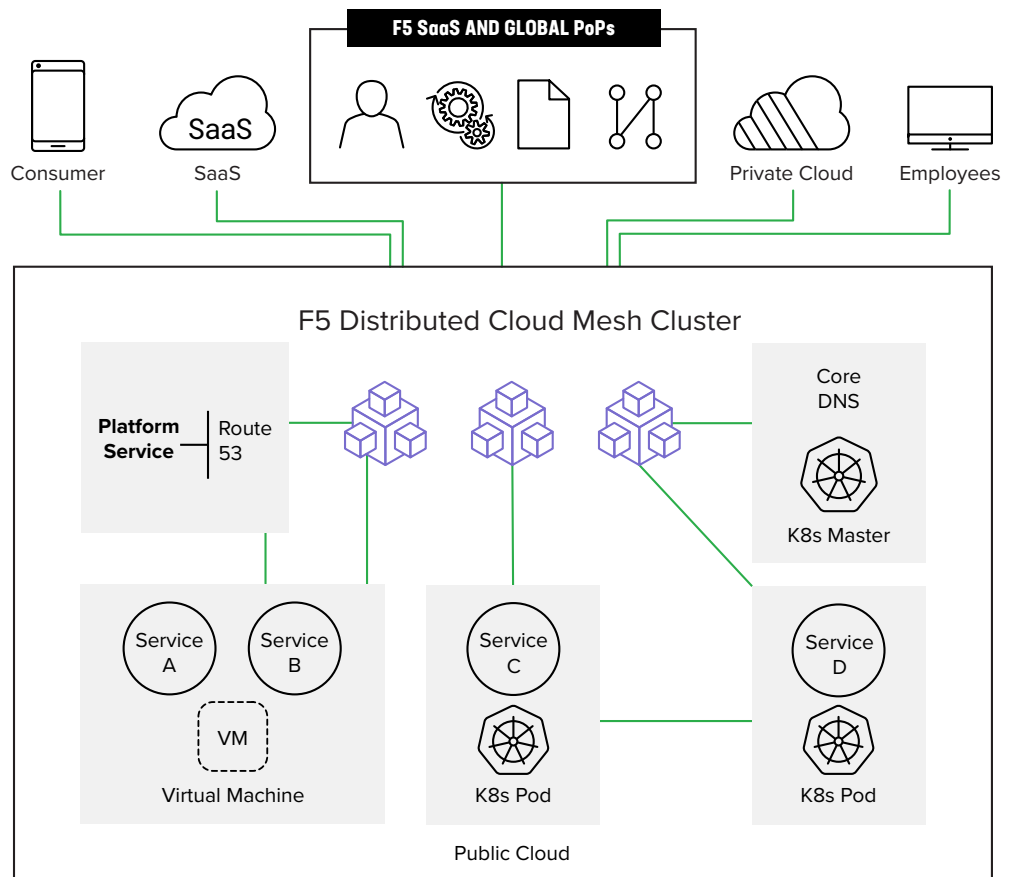 F5 SaaS AND GLOBAL PoPs
SaaS
Consumer
SaaS
Private Cloud
Employees
F5 Distributed Cloud Mesh Cluster
Platform
Service
Route
53
Core
DNS
K8s Master
Service
A
Service
B
VM
Virtual Machine
Service
C
K8s Pod
Service
D
K8s Pod
Public Cloud